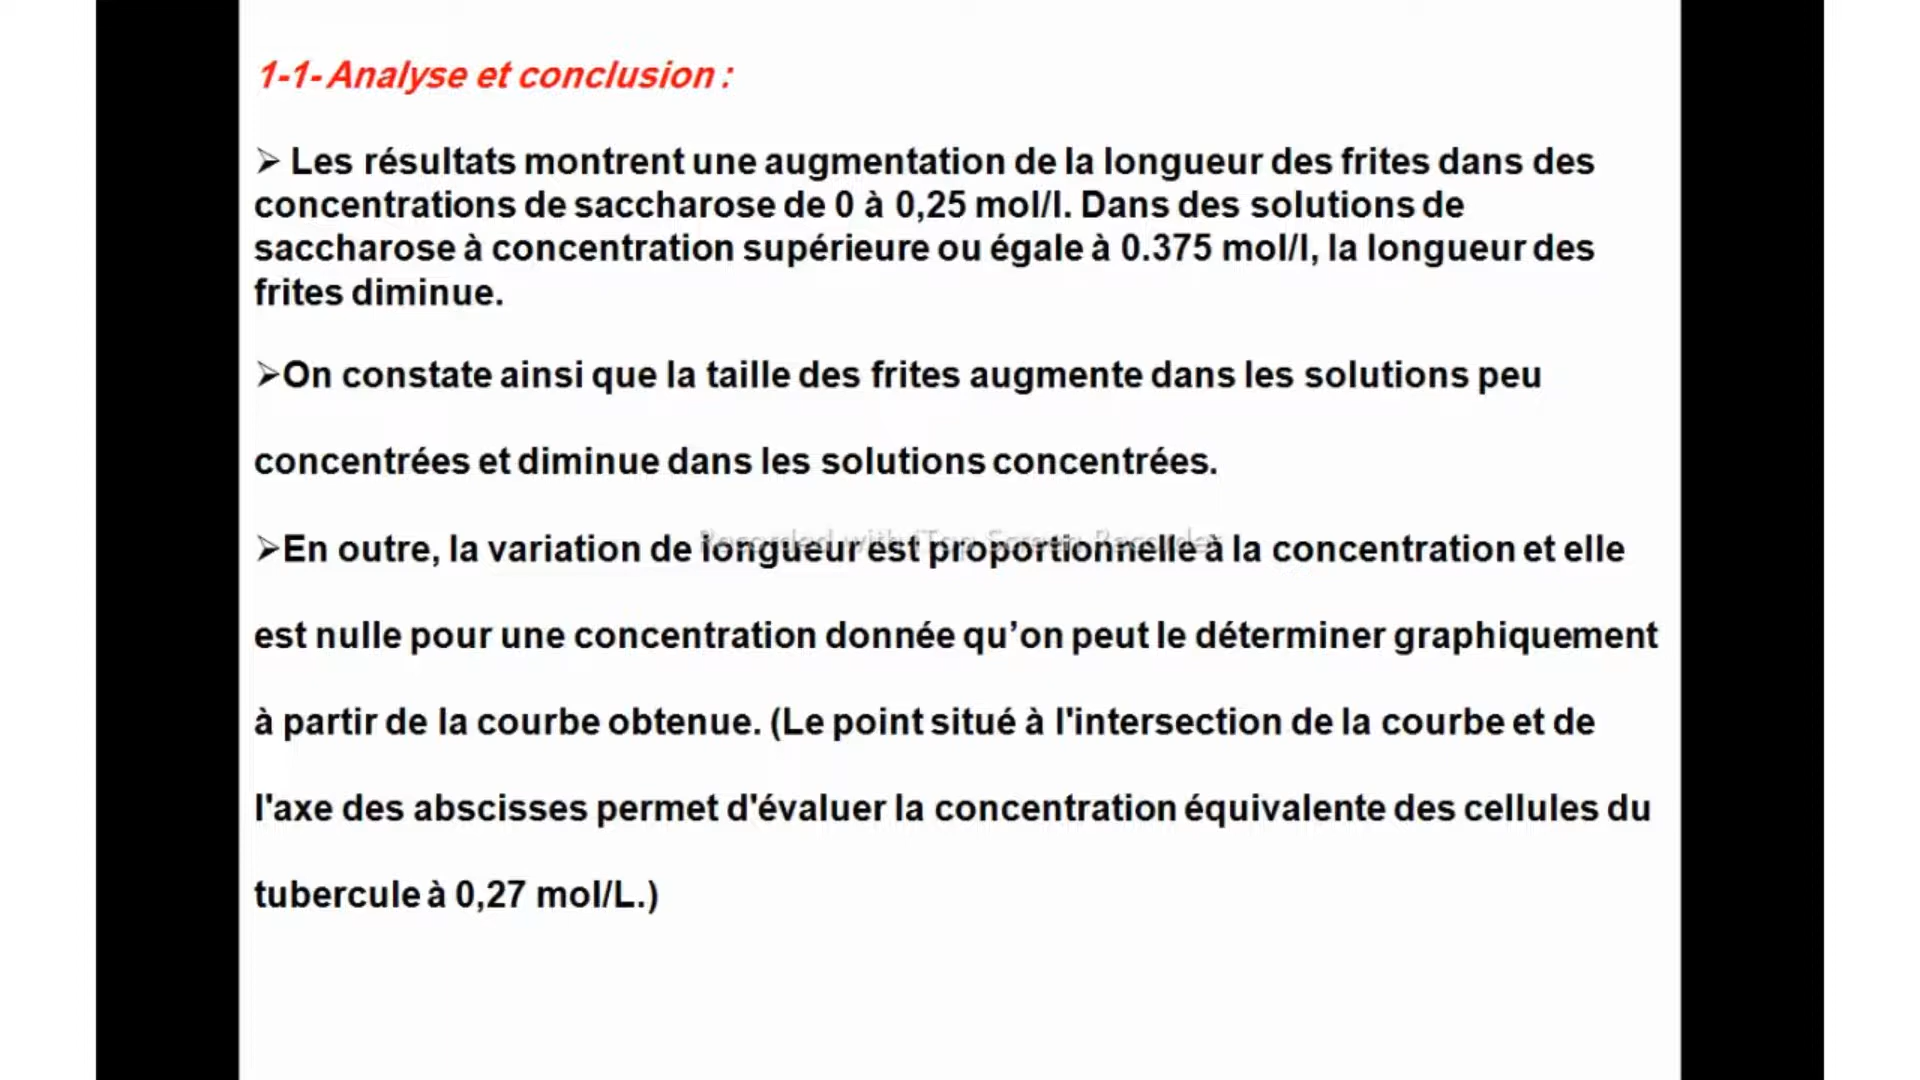 1-1- Analyse et conclusion :
➢ Les résultats montrent une augmentation de la longueur des frites dans des
concentrations de saccharose de 0 à 0,25 mol/l. Dans des solutions de
saccharose à concentration supérieure ou égale à 0.375 mol/l, la longueur des
frites diminue.
➢On constate ainsi que la taille des frites augmente dans les solutions peu
concentrées et diminue dans les solutions concentrées.
Recorded with iTop Screen Recorder
➢En outre, la variation de longueur est proportionnelle à la concentration et elle
est nulle pour une concentration donnée qu’on peut le déterminer graphiquement
à partir de la courbe obtenue. (Le point situé à l'intersection de la courbe et de
l'axe des abscisses permet d'évaluer la concentration équivalente des cellules du
tubercule à 0,27 mol/L.)